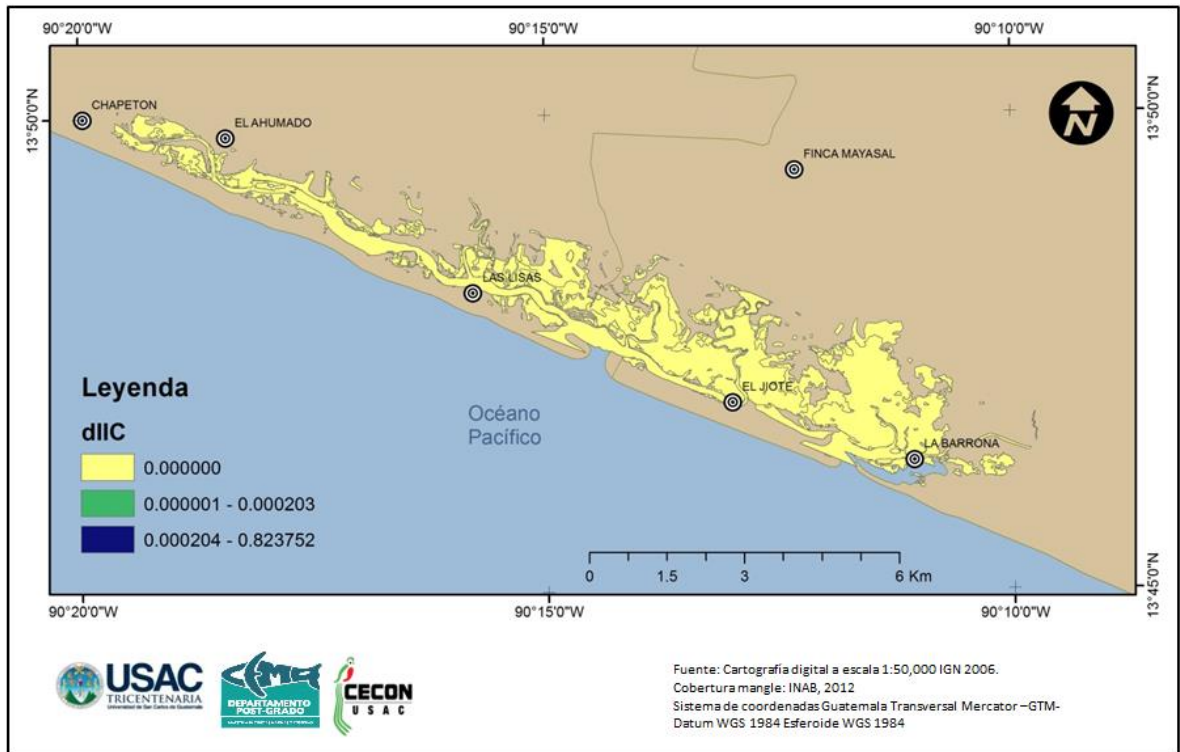 90°20'0"W
90°15'0"W
90°10'0"W
13°50'0"N
13°50'0"N
CHAPETON
EL AHUMADO
FINCA MAYASAL
N
LAS LISAS
EL JIOTE
LA BARRONA
Océano
Pacífico
Leyenda
dIIC
0.000000
0.000001 - 0.000203
0.000204 - 0.823752
0 1.5 3 6 Km
13°45'0"N
90°20'0"W
90°15'0"W
90°10'0"W
USAC
TRICENTENARIA
Universidad de San Carlos de Guatemala
CEMA
DEPARTAMENTO
POST-GRADO
CECON
USAC
Fuente: Cartografía digital a escala 1:50,000 IGN 2006.
Cobertura mangle: INAB, 2012
Sistema de coordenadas Guatemala Transversal Mercator –GTM-
Datum WGS 1984 Esferoide WGS 1984